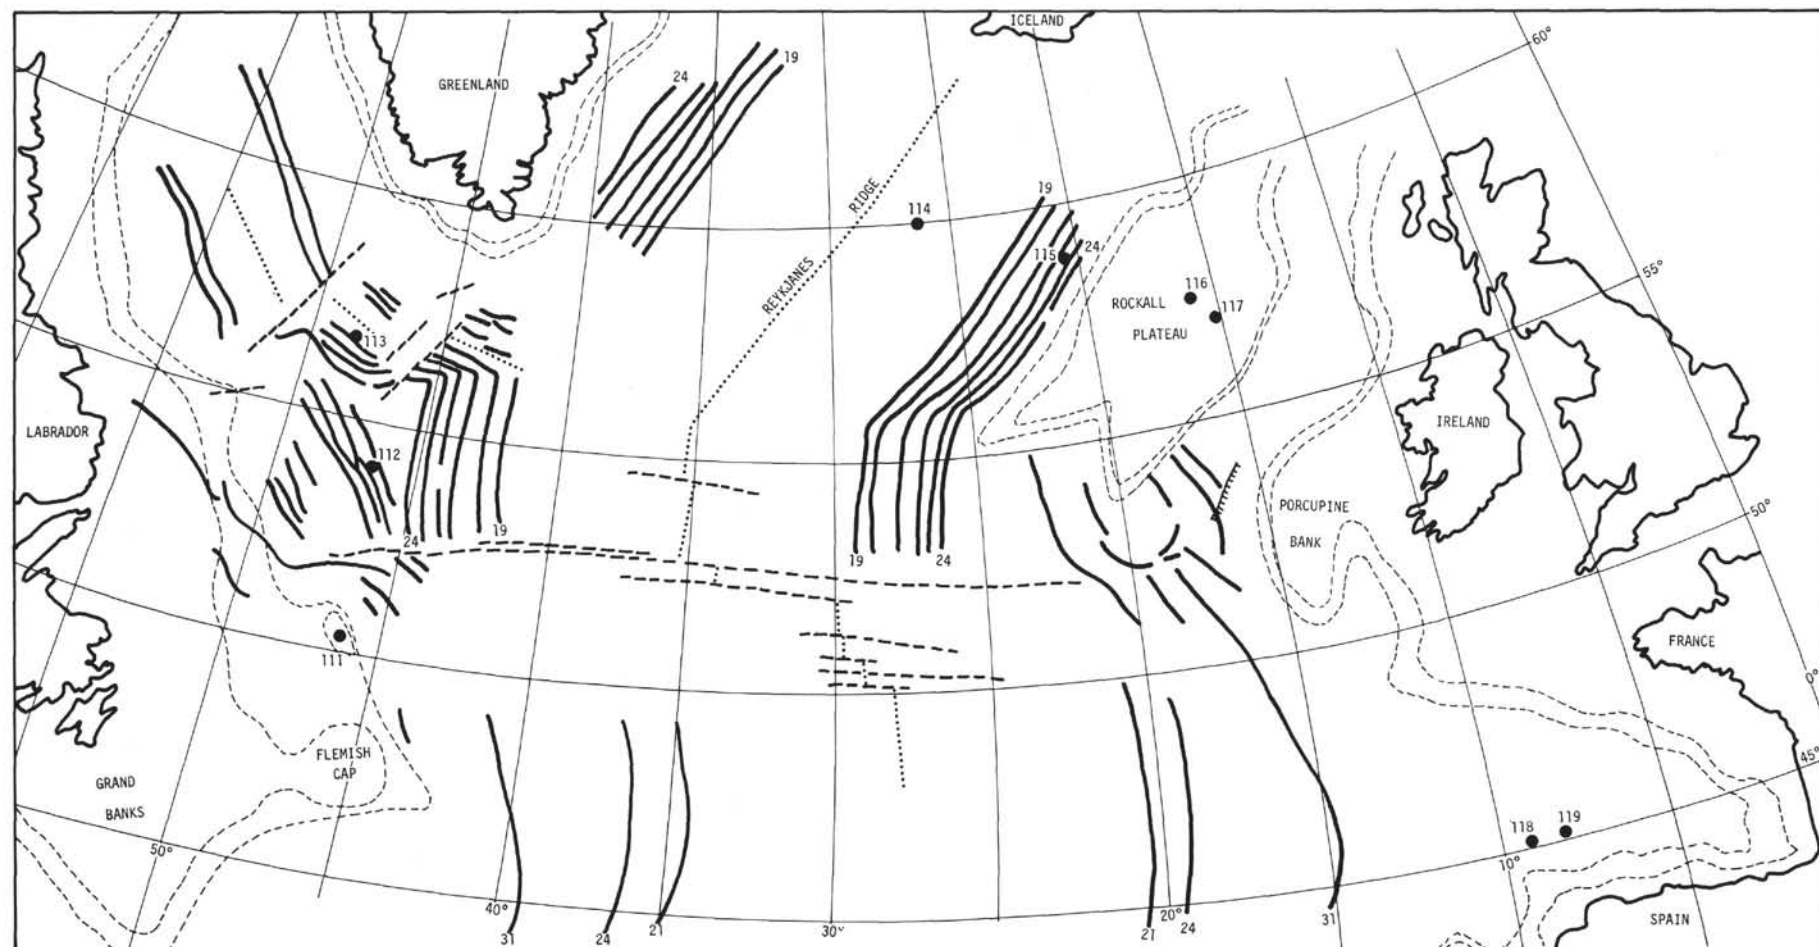 ICELAND
60°
19
24
GREENLAND
RIDGE
114
19
24
115
REYKJANES
55°
116
ROCKALL
117
PLATEAU
113
LABRADOR
112
IRELAND
PORCUPINE
BANK
50°
19
24
19
24
111
FRANCE
0°
FLEMISH
CAP
GRAND
BANKS
45°
118
119
50°
10°
40°
20°
30°
31
24
21
21
24
31
SPAIN